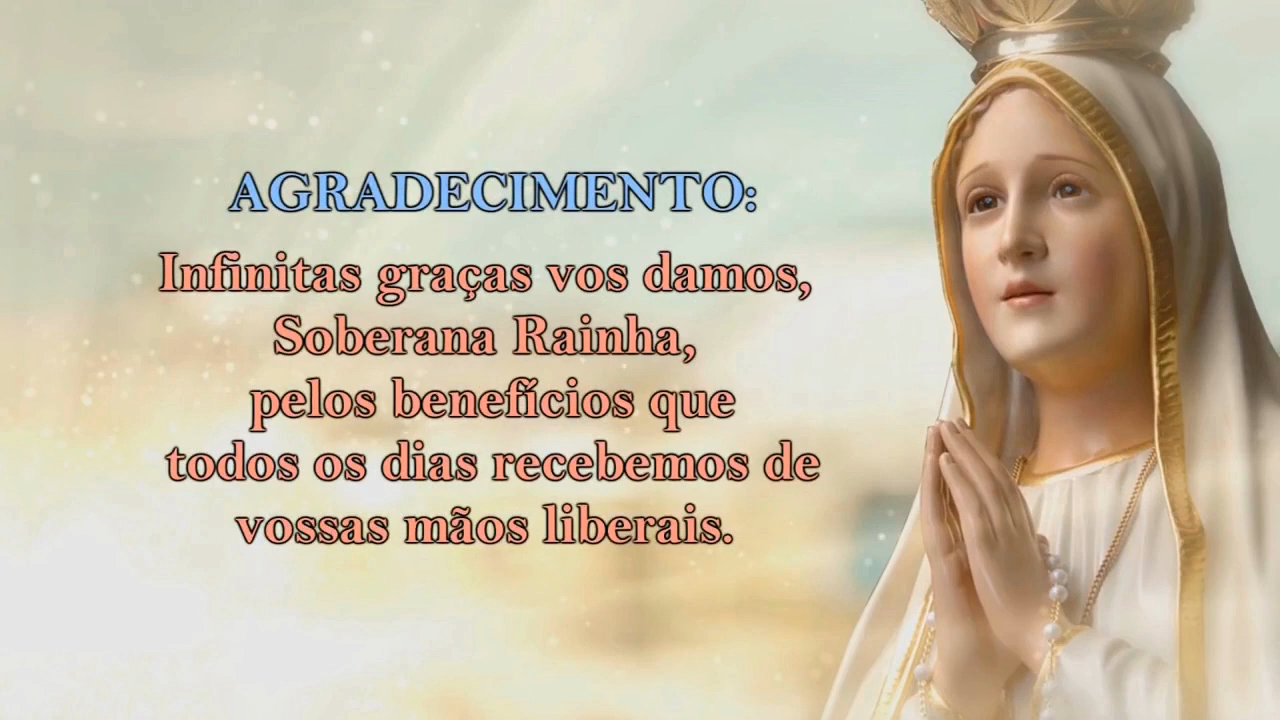 AGRADECIMENTO:
Infinitas graças vos damos,
Soberana Rainha,
pelos benefícios que
todos os dias recebemos de
vossas mãos liberais.